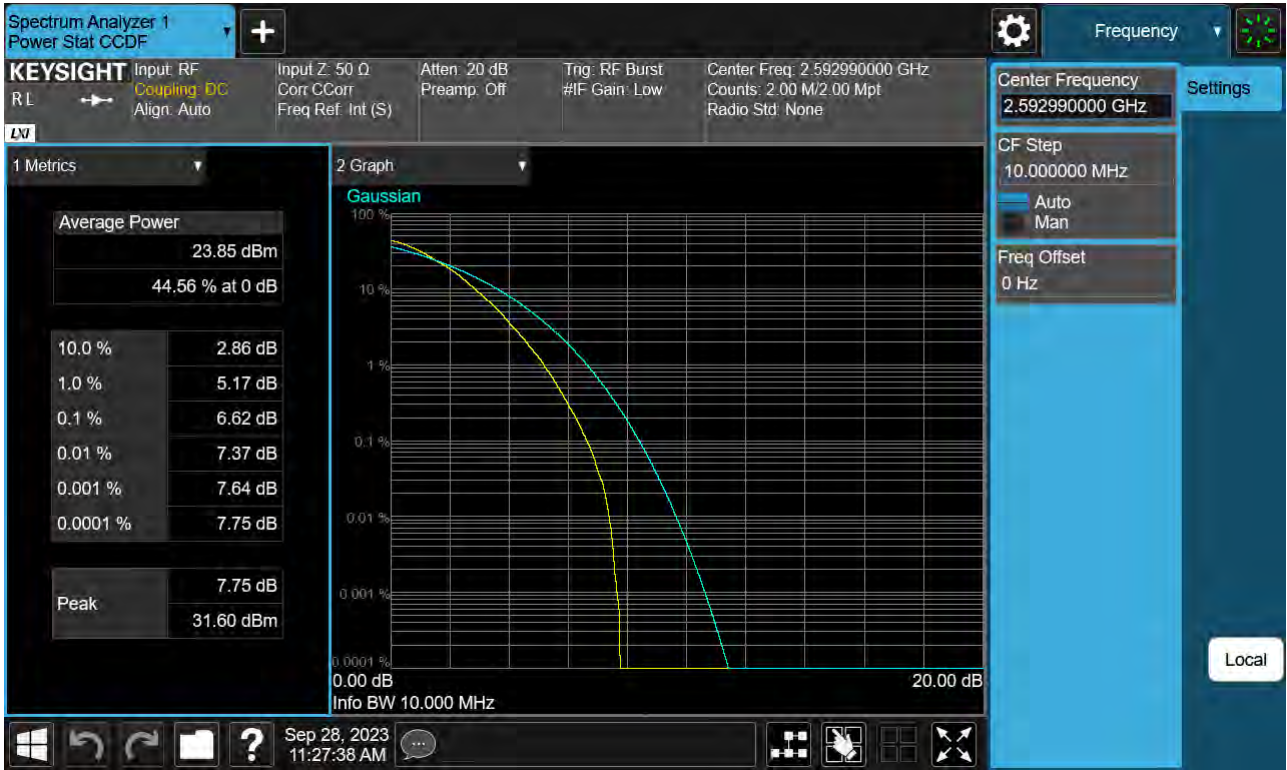 Spectrum Analyzer 1
Power Stat CCDF
Frequency
KEYSIGHT
RL
LXI
Input: RF
Coupling: DC
Align: Auto
Input Z: 50 Ω
Corr CCorr
Freq Ref: Int (S)
Atten: 20 dB
Preamp: Off
Trig: RF Burst
#IF Gain: Low
Center Freq: 2.592990000 GHz
Counts: 2.00 M/2.00 Mpt
Radio Std: None
Center Frequency
2.592990000 GHz
Settings
CF Step
10.000000 MHz
Auto
Man
Freq Offset
0 Hz
Local
1 Metrics
Average Power
23.85 dBm
44.56 % at 0 dB
10.0 % 2.86 dB
1.0 % 5.17 dB
0.1 % 6.62 dB
0.01 % 7.37 dB
0.001 % 7.64 dB
0.0001 % 7.75 dB
Peak
7.75 dB
31.60 dBm
2 Graph
Gaussian
100 %
10 %
1 %
0.1 %
0.01 %
0.001 %
0.0001 %
0.00 dB 20.00 dB
Info BW 10.000 MHz
?
Sep 28, 2023
11:27:38 AM